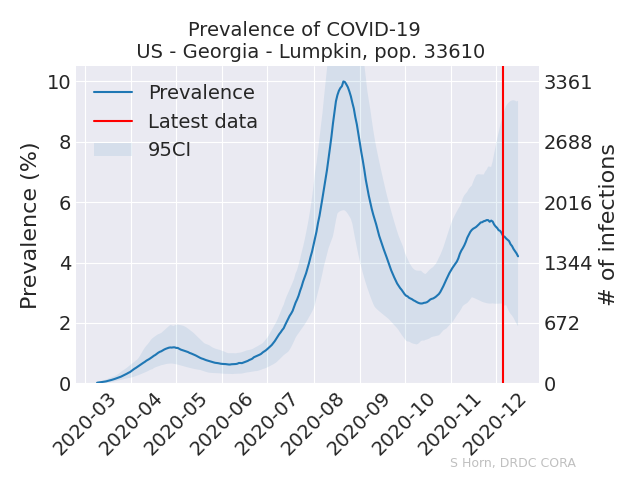 Prevalence of COVID-19
US - Georgia - Lumpkin, pop. 33610
Prevalence (%)
10
8
6
4
2
0
Prevalence
Latest data
95CI
3361
2688
2016
1344
672
0
# of infections
2020-03
2020-04
2020-05
2020-06
2020-07
2020-08
2020-09
2020-10
2020-11
2020-12
S Horn, DRDC CORA